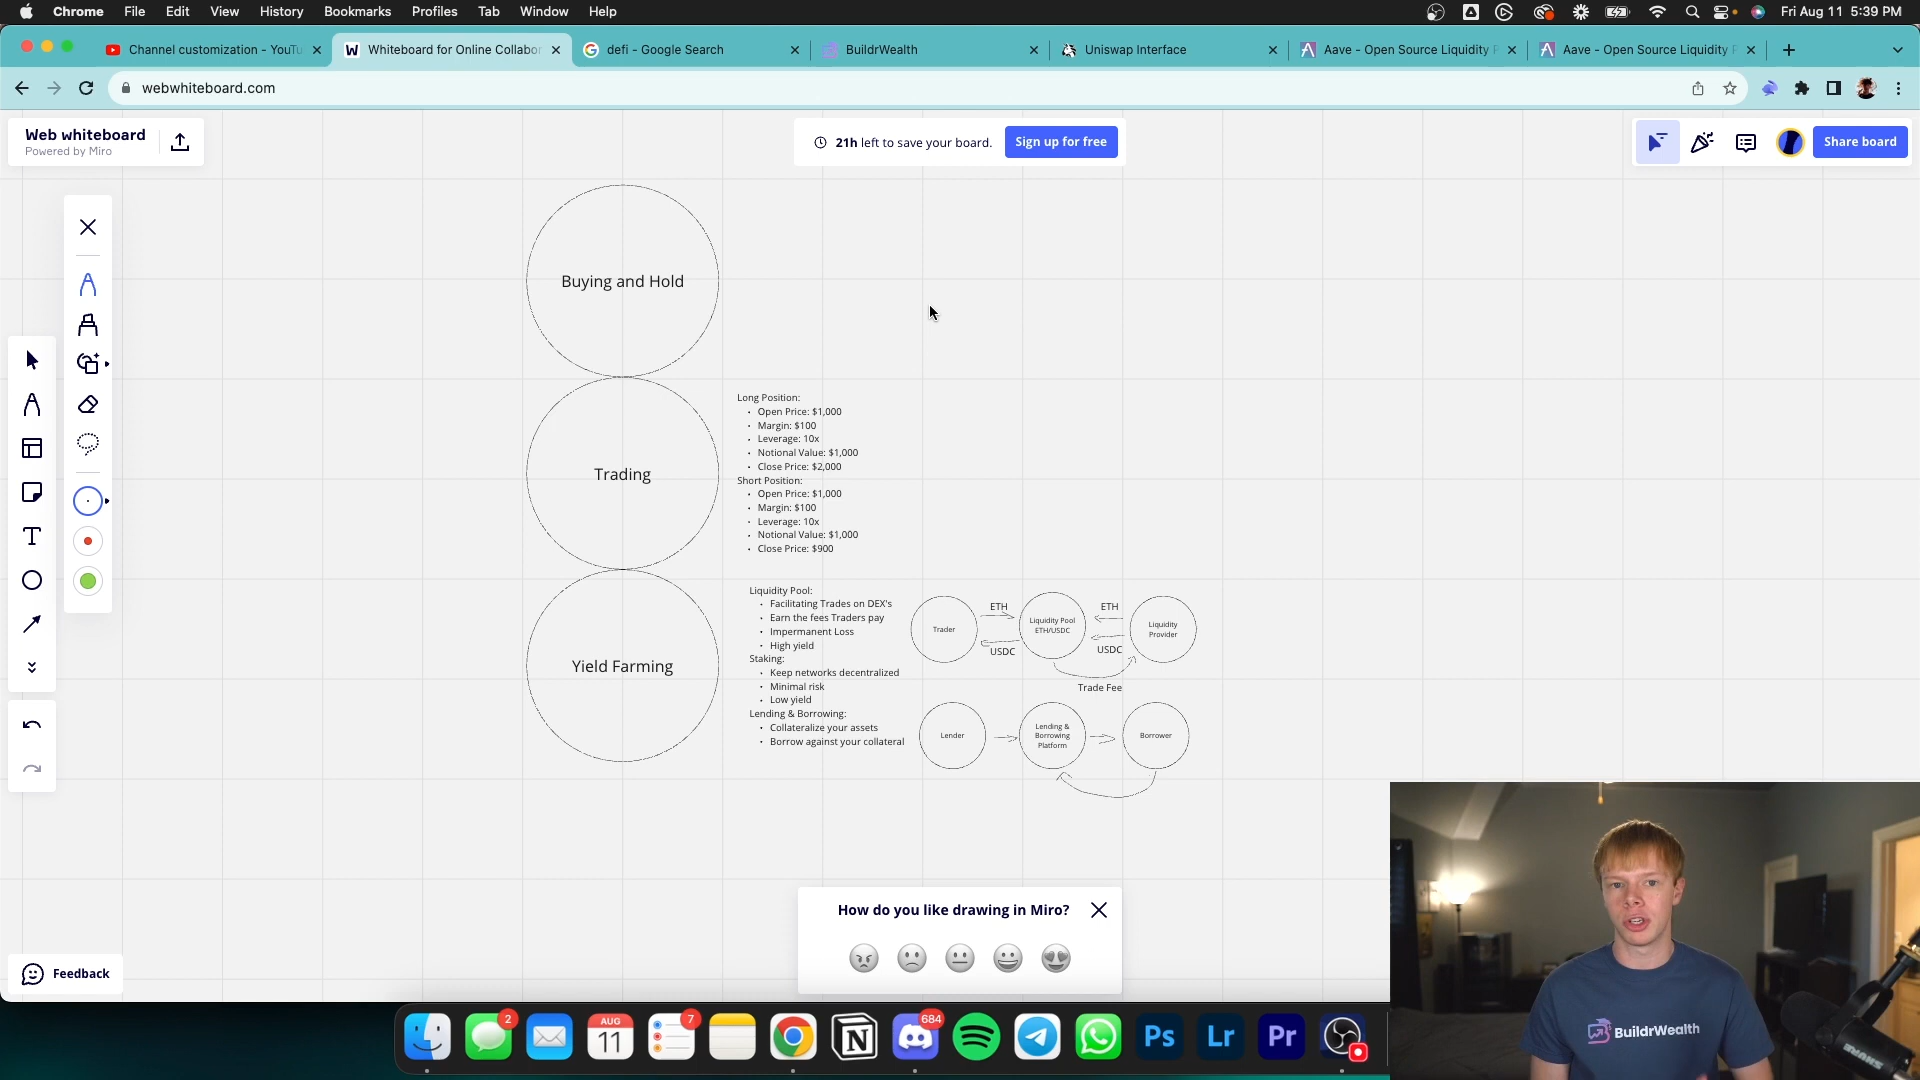 Chrome File Edit View History Bookmarks Profiles Tab Window Help
Fri Aug 11 5:39 PM
Channel customization - YouTu
Whiteboard for Online Collabor
defi - Google Search
BuildrWealth
Uniswap Interface
Aave - Open Source Liquidity P
Aave - Open Source Liquidity P
webwhiteboard.com
Web whiteboard
Powered by Miro
21h left to save your board.
Sign up for free
Share board
Buying and Hold
Trading
Long Position:
• Open Price: $1,000
• Margin: $100
• Leverage: 10x
• Notional Value: $1,000
• Close Price: $2,000
Short Position:
• Open Price: $1,000
• Margin: $100
• Leverage: 10x
• Notional Value: $1,000
• Close Price: $900
Yield Farming
Liquidity Pool:
• Facilitating Trades on DEX's
• Earn the fees Traders pay
• Impermanent Loss
• High yield
Staking:
• Keep networks decentralized
• Minimal risk
• Low yield
Lending & Borrowing:
• Collateralize your assets
• Borrow against your collateral
Trader
ETH
USDC
Liquidity Pool
ETH/USDC
ETH
USDC
Liquidity
Provider
Trade Fee
Lender
Lending &
Borrowing
Platform
Borrower
How do you like drawing in Miro?
Feedback
2
AUG
11
7
684
Ps
Lr
Pr
BuildrWealth